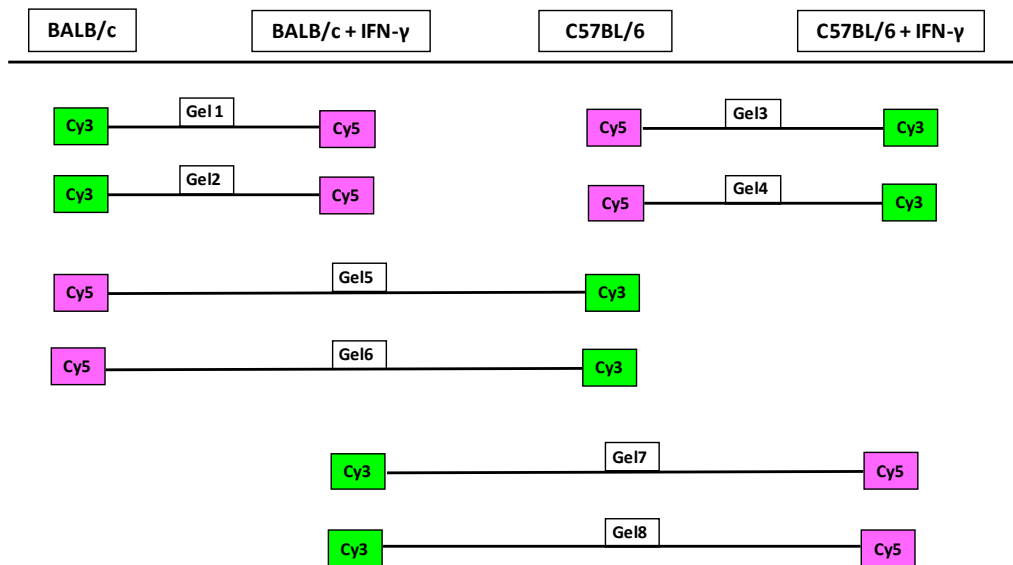 BALB/c BALB/c + IFN-γ C57BL/6 C57BL/6 + IFN-γ
Cy3 Gel 1 Cy5 Cy5 Gel3 Cy3
Cy3 Gel2 Cy5 Cy5 Gel4 Cy3
Cy5 Gel5 Cy3
Cy5 Gel6 Cy3
Cy3 Gel7 Cy5
Cy3 Gel8 Cy5